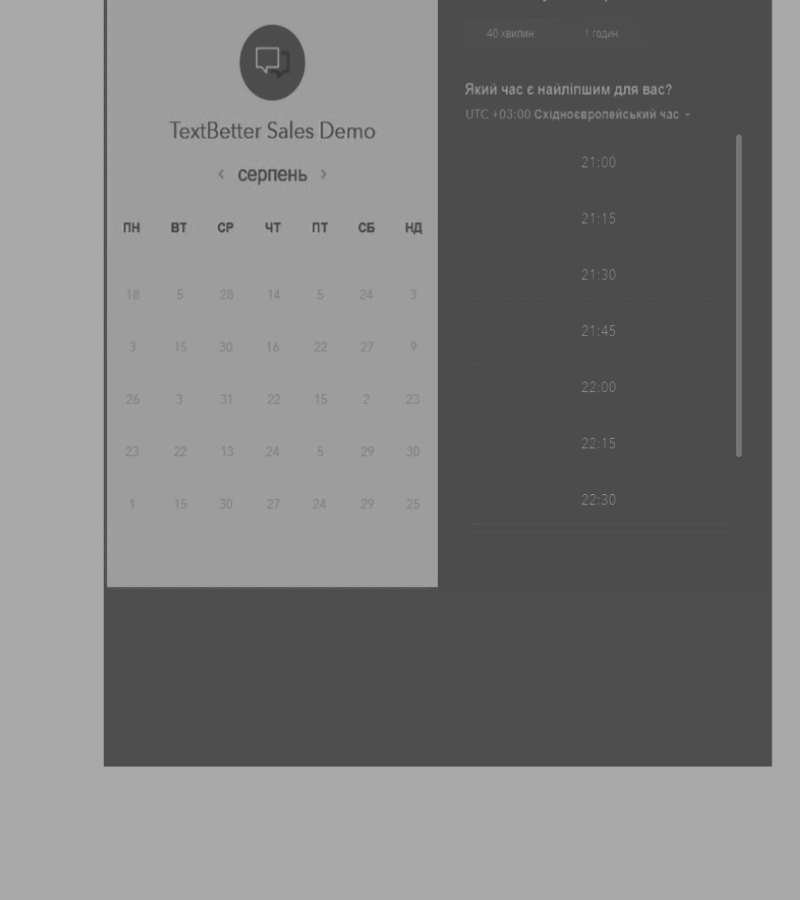 TextBetter Sales Demo
‹ серпень ›
ПН ВТ СР ЧТ ПТ СБ НД
18 5 28 14 5 24 3
3 15 30 16 22 27 9
26 3 31 22 15 2 23
23 22 13 24 5 29 30
1 15 30 27 24 29 25
40 хвилин 1 годин
Який час є найліпшим для вас?
UTC +03:00 Східноєвропейський час
21:00
21:15
21:30
21:45
22:00
22:15
22:30